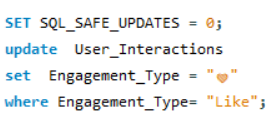 SET SQL_SAFE_UPDATES = 0;
update User_Interactions
set Engagement_Type = "❤"
where Engagement_Type= "Like";